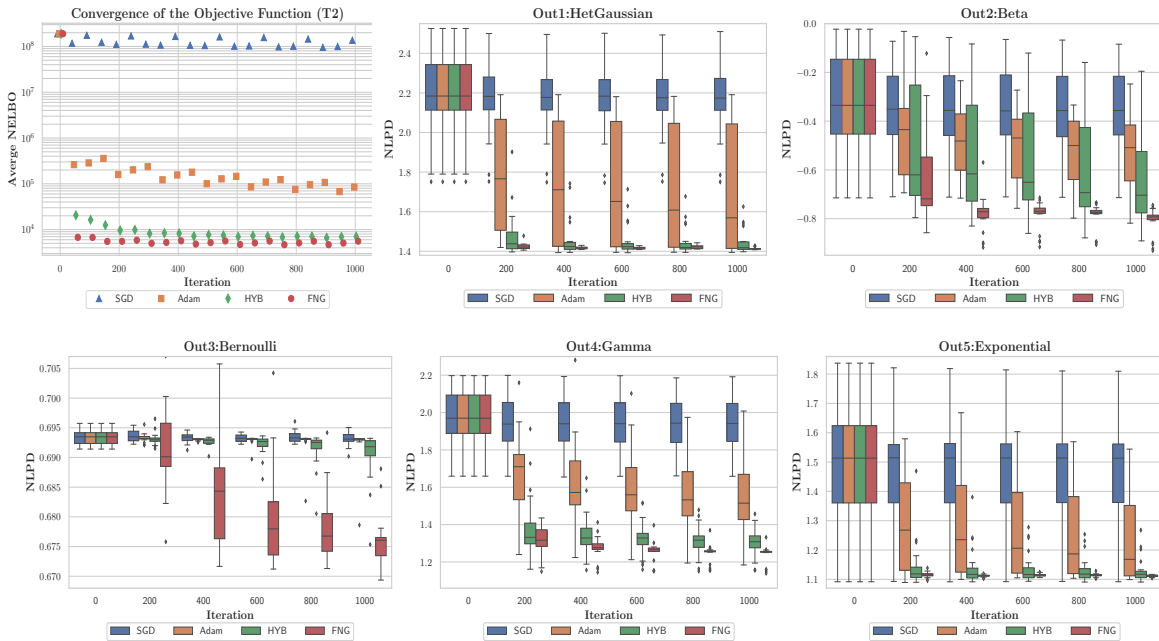 Convergence of the Objective Function (T2)
Averge NELBO
10^8
10^7
10^6
10^5
10^4
0 200 400 600 800 1000
Iteration
SGD Adam HYB FNG
Out1:HetGaussian
NLPD
2.4
2.2
2.0
1.8
1.6
1.4
0 200 400 600 800 1000
Iteration
SGD Adam HYB FNG
Out2:Beta
NLPD
0.0
−0.2
−0.4
−0.6
−0.8
0 200 400 600 800 1000
Iteration
SGD Adam HYB FNG
Out3:Bernoulli
NLPD
0.705
0.700
0.695
0.690
0.685
0.680
0.675
0.670
0 200 400 600 800 1000
Iteration
SGD Adam HYB FNG
Out4:Gamma
NLPD
2.2
2.0
1.8
1.6
1.4
1.2
0 200 400 600 800 1000
Iteration
SGD Adam HYB FNG
Out5:Exponential
NLPD
1.8
1.7
1.6
1.5
1.4
1.3
1.2
1.1
0 200 400 600 800 1000
Iteration
SGD Adam HYB FNG